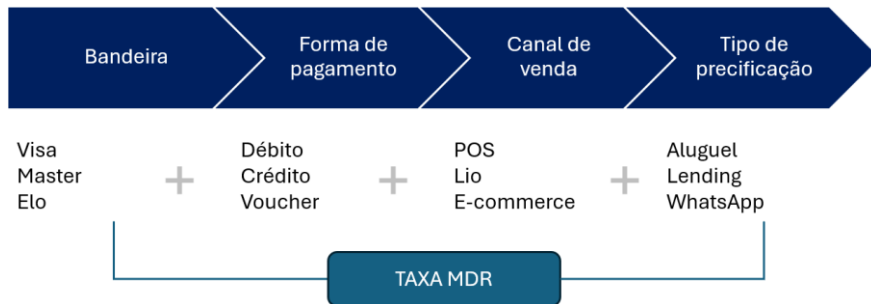 Bandeira
Forma de
pagamento
Canal de
venda
Tipo de
precificação
Visa
Master
Elo
+
Débito
Crédito
Voucher
+
POS
Lio
E-commerce
+
Aluguel
Lending
WhatsApp
TAXA MDR